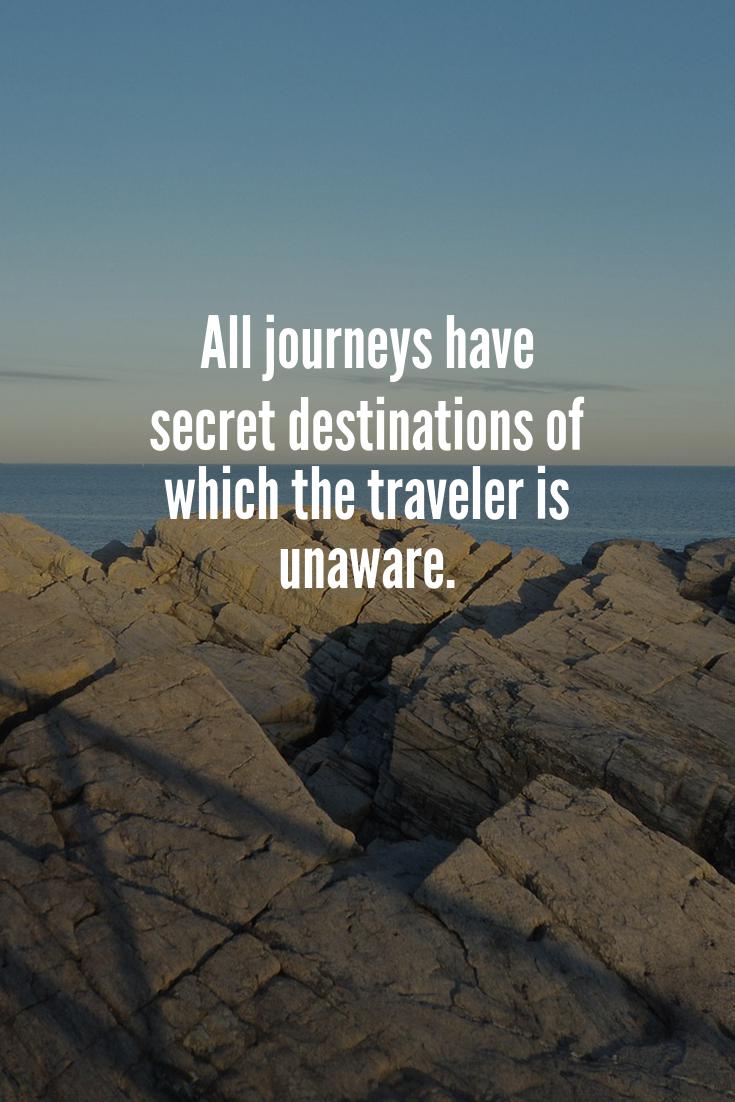 All journeys have
secret destinations of
which the traveler is
unaware.